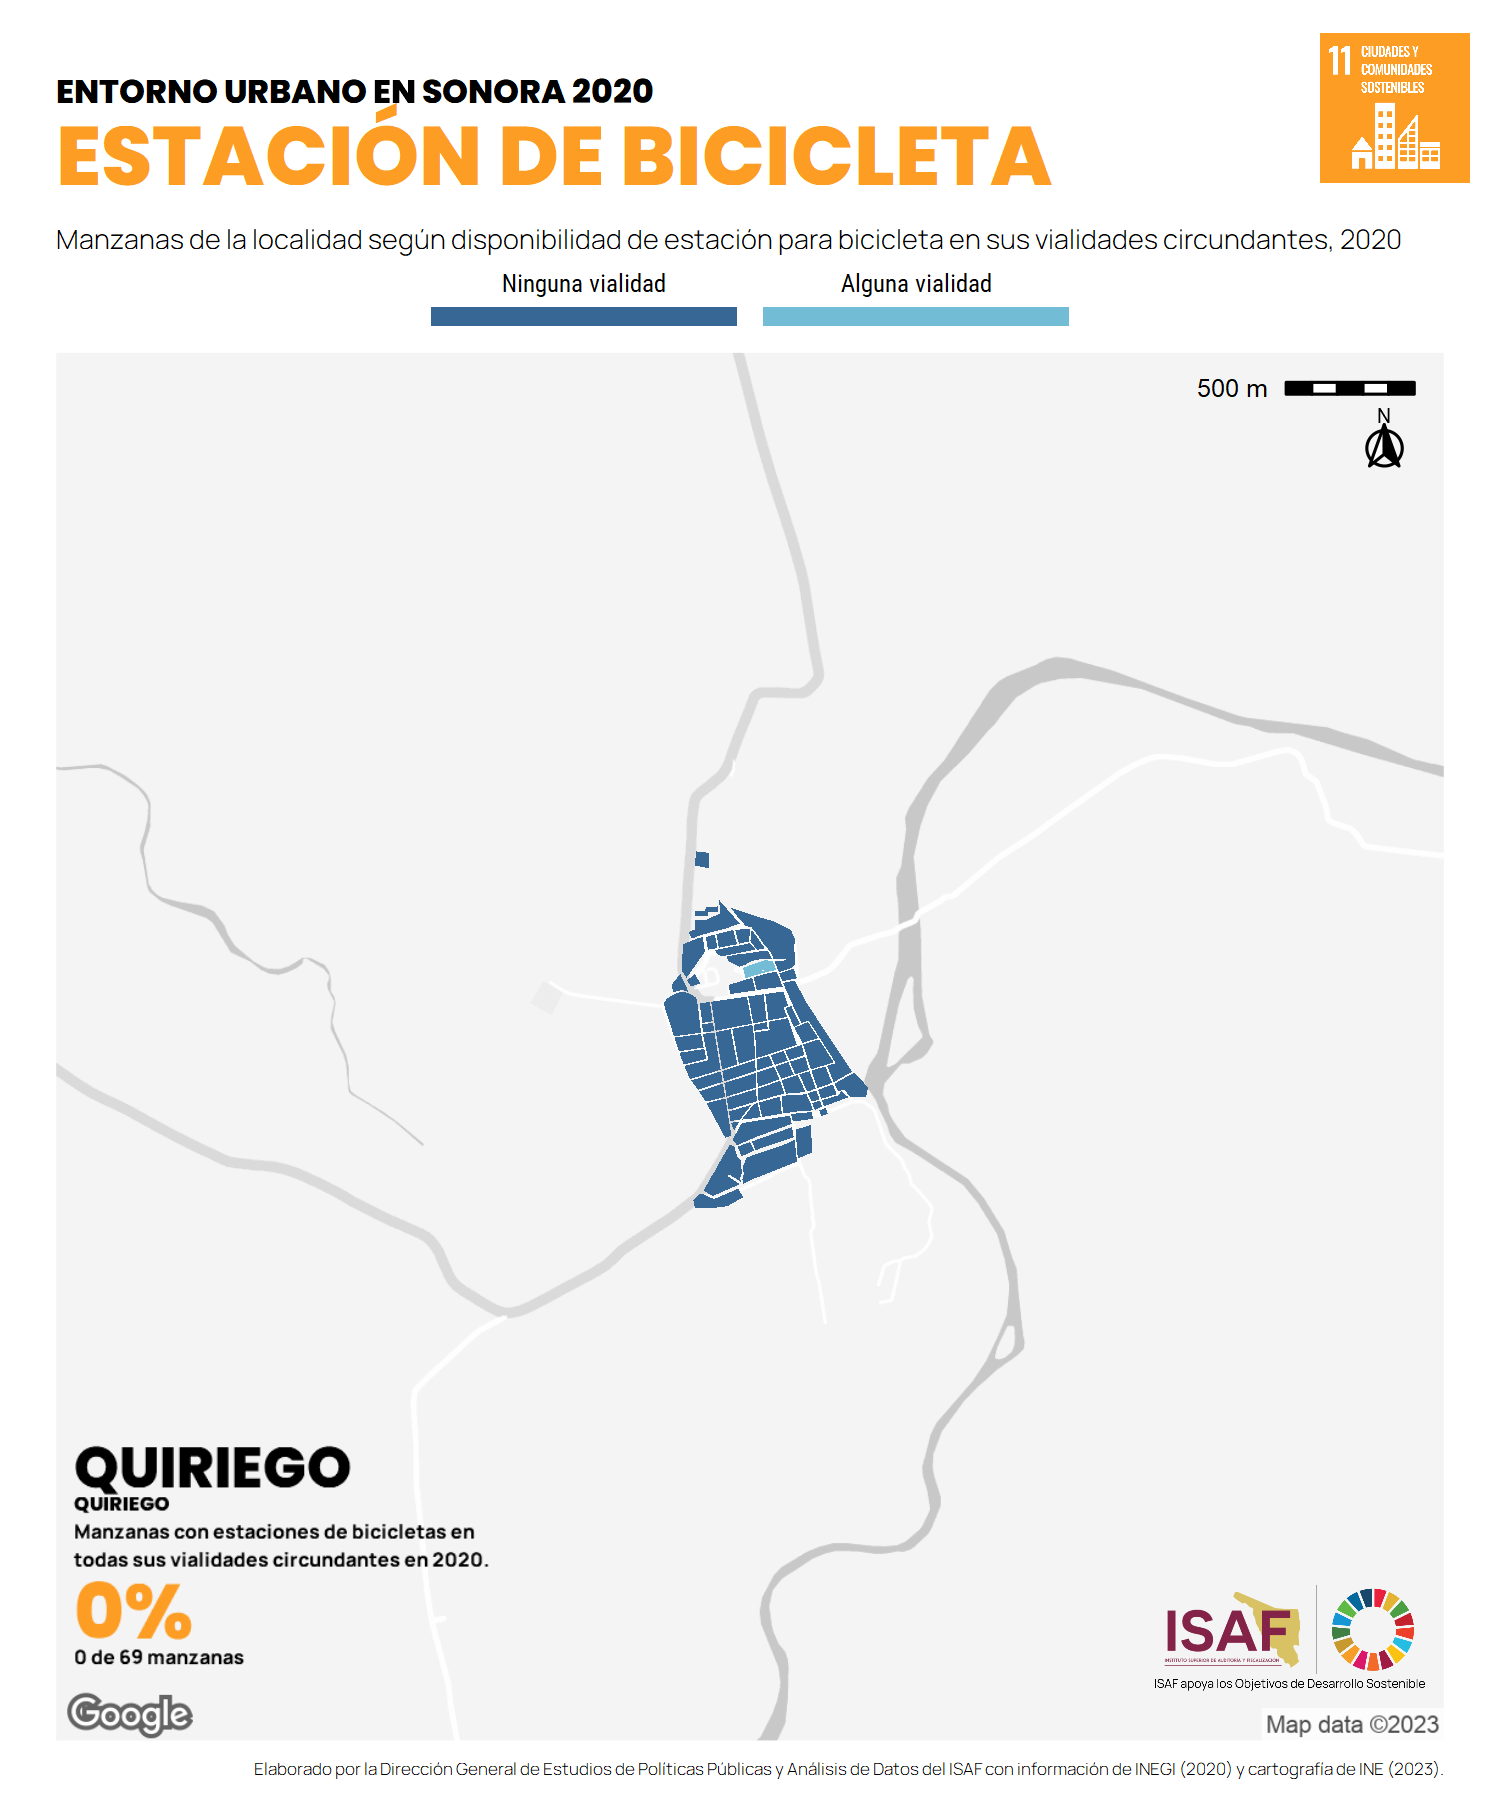 ENTORNO URBANO EN SONORA 2020
ESTACIÓN DE BICICLETA
11 CIUDADES Y
COMUNIDADES
SOSTENIBLES
Manzanas de la localidad según disponibilidad de estación para bicicleta en sus vialidades circundantes, 2020
Ninguna vialidad Alguna vialidad
500 m
N
QUIRIEGO
QUIRIEGO
Manzanas con estaciones de bicicletas en
todas sus vialidades circundantes en 2020.
0%
0 de 69 manzanas
Google
ISAF
INSTITUTO SUPERIOR DE AUDITORÍA Y FISCALIZACIÓN
ISAF apoya los Objetivos de Desarrollo Sostenible
Map data ©2023
Elaborado por la Dirección General de Estudios de Políticas Públicas y Análisis de Datos del ISAF con información de INEGI (2020) y cartografía de INE (2023).